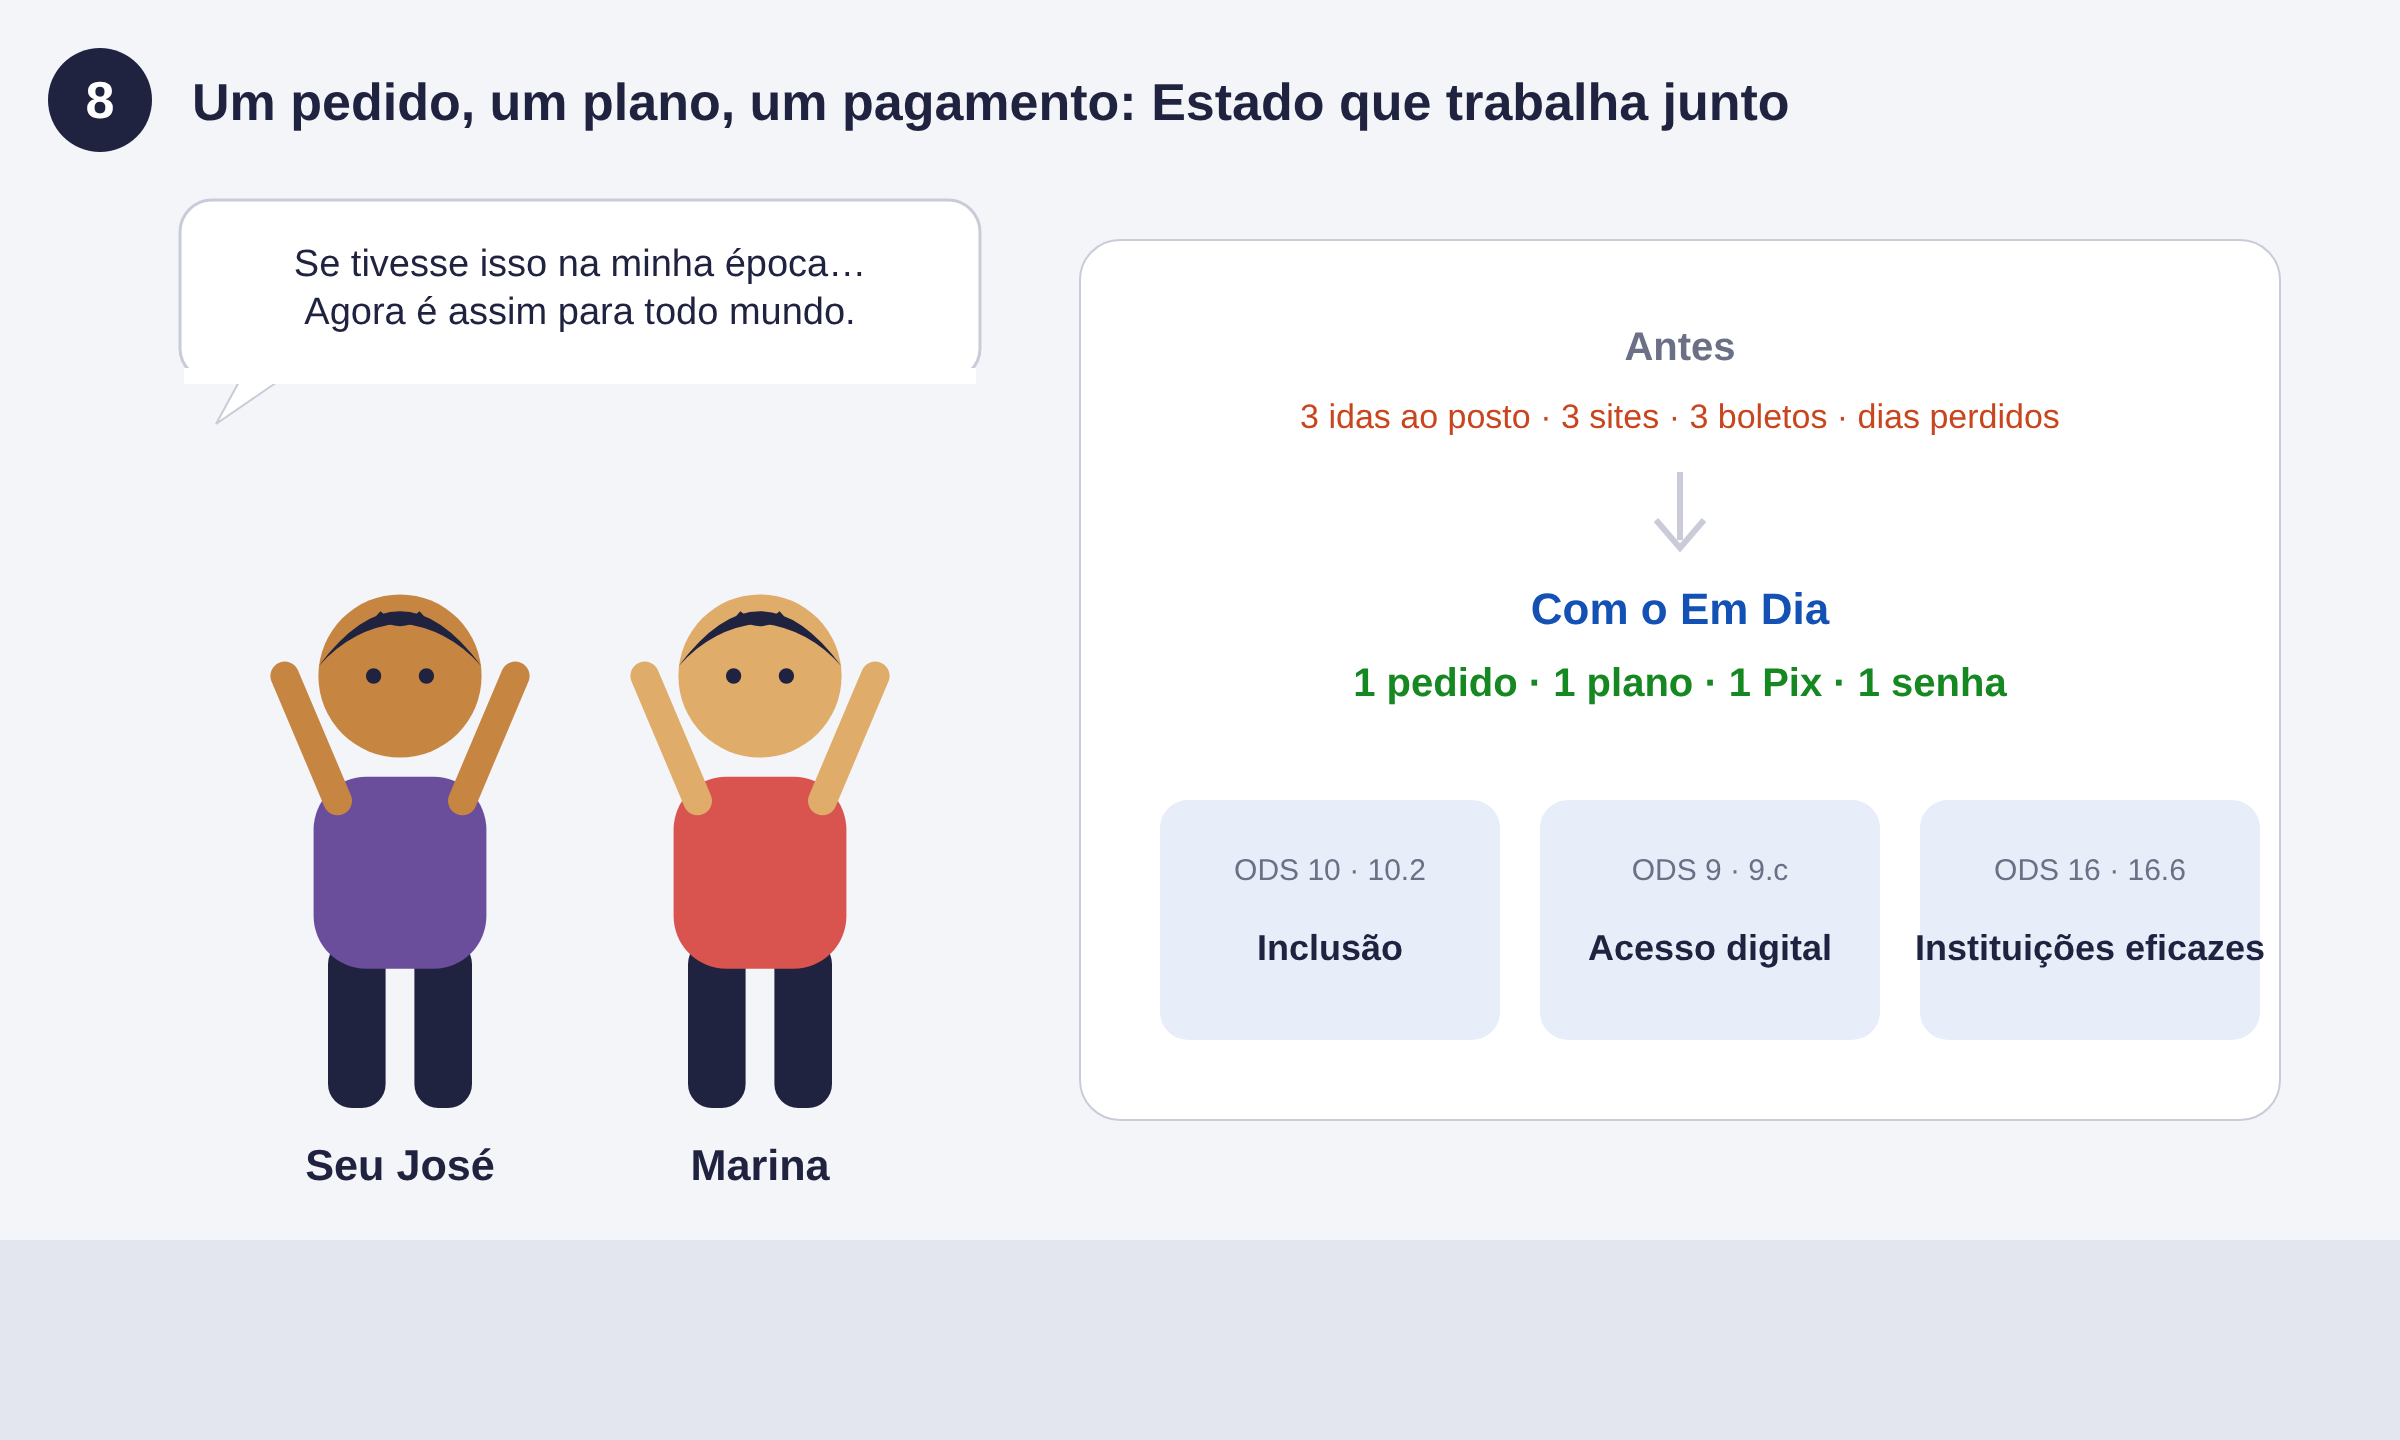 8
Um pedido, um plano, um pagamento: Estado que trabalha junto
Se tivesse isso na minha época…
Agora é assim para todo mundo.
Seu José
Marina
Antes
3 idas ao posto · 3 sites · 3 boletos · dias perdidos
Com o Em Dia
1 pedido · 1 plano · 1 Pix · 1 senha
ODS 10 · 10.2
Inclusão
ODS 9 · 9.c
Acesso digital
ODS 16 · 16.6
Instituições eficazes